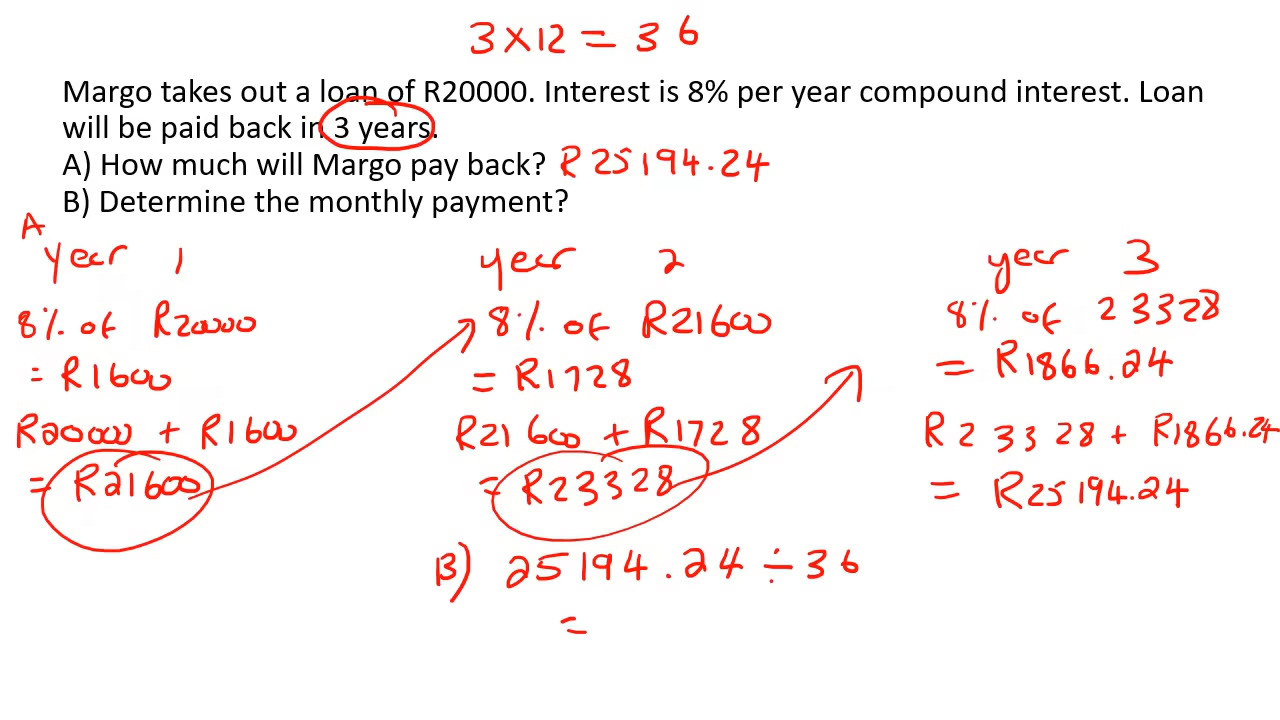 3 × 12 = 36
Margo takes out a loan of R20000. Interest is 8% per year compound interest. Loan
will be paid back in 3 years.
A) How much will Margo pay back? R25194.24
B) Determine the monthly payment?
A
year 1
8% of R20000
= R1600
R20000 + R1600
= R21600
year 2
8% of R21600
= R1728
R21600 + R1728
= R23328
year 3
8% of 23328
= R1866.24
R23328 + R1866.24
= R25194.24
B) 25194.24 ÷ 36
=